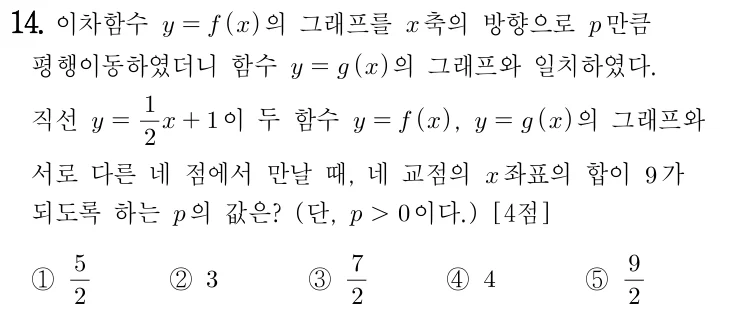 14. 이차함수 y=f(x)의 그래프를 x축의 방향으로 p만큼
평행이동하였더니 함수 y=g(x)의 그래프와 일치하였다.
직선 y=\frac{1}{2}x+1이 두 함수 y=f(x), y=g(x)의 그래프와
서로 다른 네 점에서 만날 때, 네 교점의 x좌표의 합이 9가
되도록 하는 p의 값은? (단, p>0이다.) [4점]
① \frac{5}{2} ② 3 ③ \frac{7}{2} ④ 4 ⑤ \frac{9}{2}